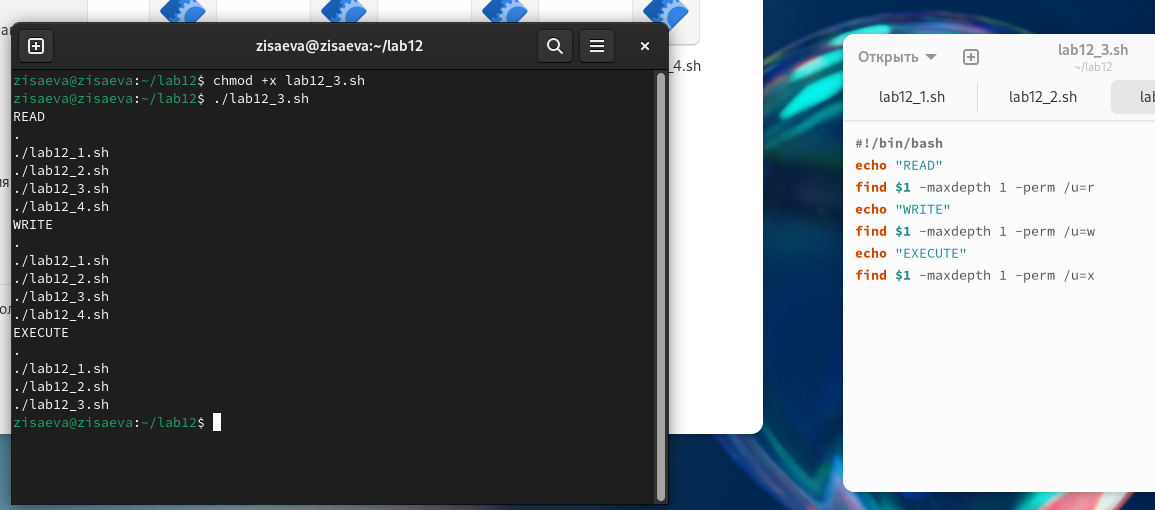 zisaeva@zisaeva:~/lab12
zisaeva@zisaeva:~/lab12$ chmod +x lab12_3.sh
zisaeva@zisaeva:~/lab12$ ./lab12_3.sh
READ
.
./lab12_1.sh
./lab12_2.sh
./lab12_3.sh
./lab12_4.sh
WRITE
.
./lab12_1.sh
./lab12_2.sh
./lab12_3.sh
./lab12_4.sh
EXECUTE
.
./lab12_1.sh
./lab12_2.sh
./lab12_3.sh
zisaeva@zisaeva:~/lab12$
_4.sh
Открыть
lab12_3.sh
~/lab12
lab12_1.sh
lab12_2.sh
#!/bin/bash
echo "READ"
find $1 -maxdepth 1 -perm /u=r
echo "WRITE"
find $1 -maxdepth 1 -perm /u=w
echo "EXECUTE"
find $1 -maxdepth 1 -perm /u=x